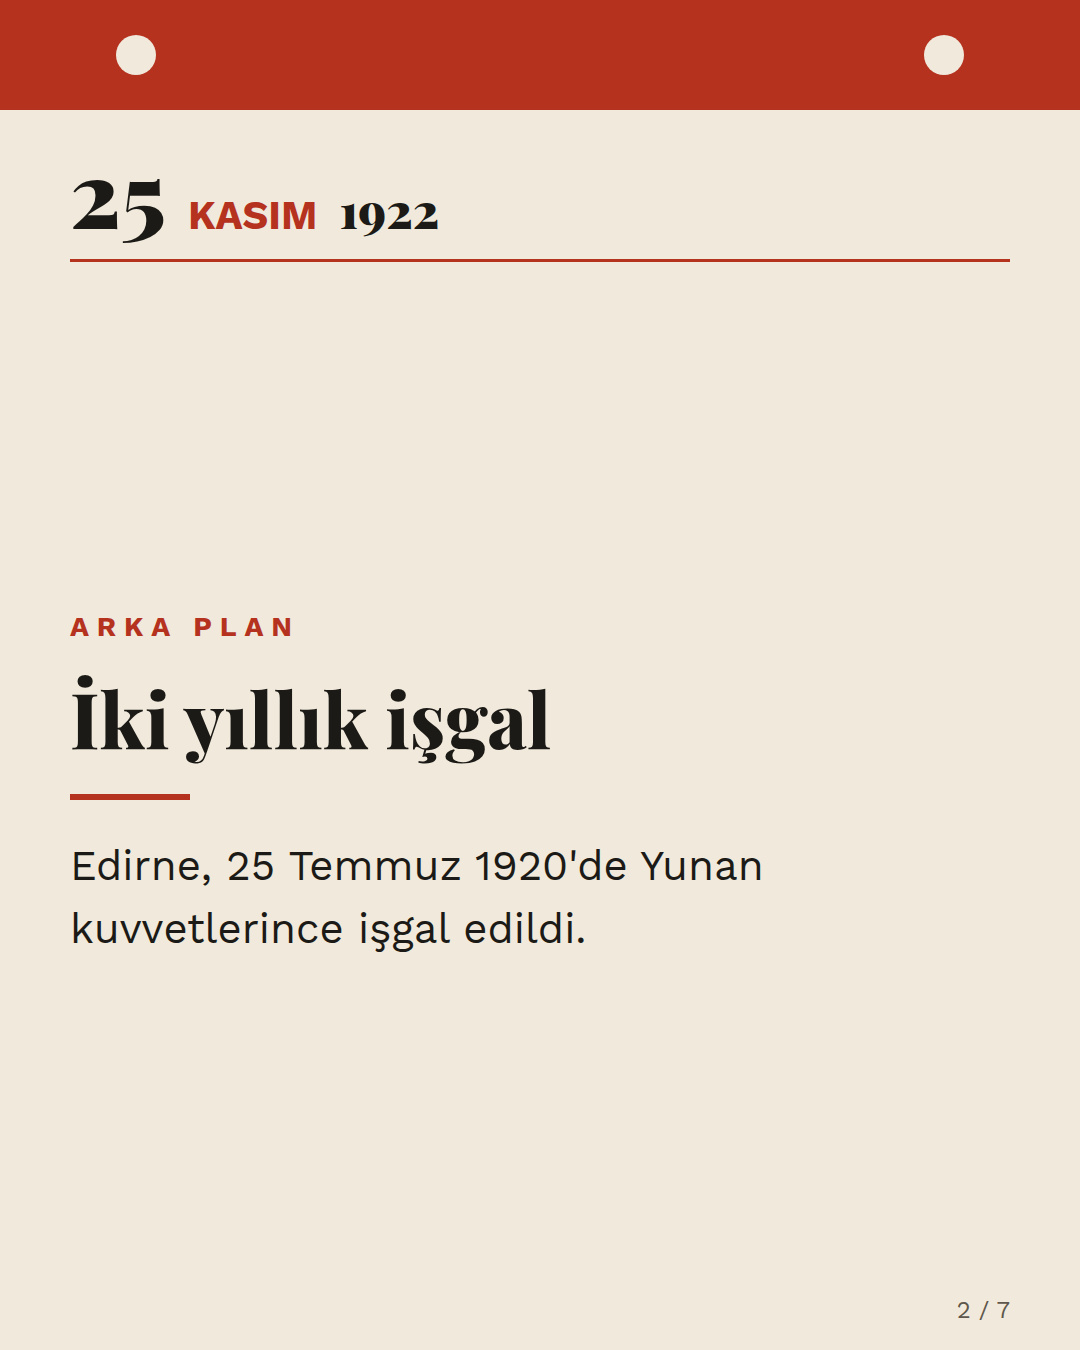 25 KASIM 1922
ARKA PLAN
İki yıllık işgal
Edirne, 25 Temmuz 1920'de Yunan
kuvvetlerince işgal edildi.
2 / 7